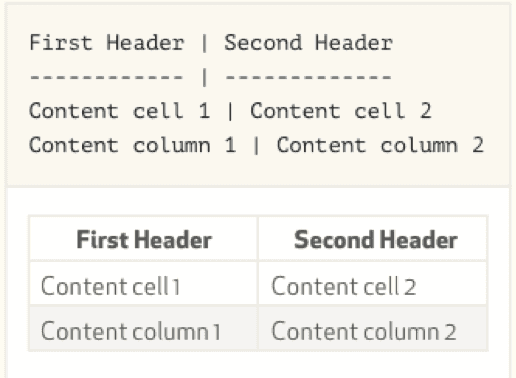 First Header | Second Header
------------ | -------------
Content cell 1 | Content cell 2
Content column 1 | Content column 2
First Header Second Header
Content cell 1 Content cell 2
Content column 1 Content column 2